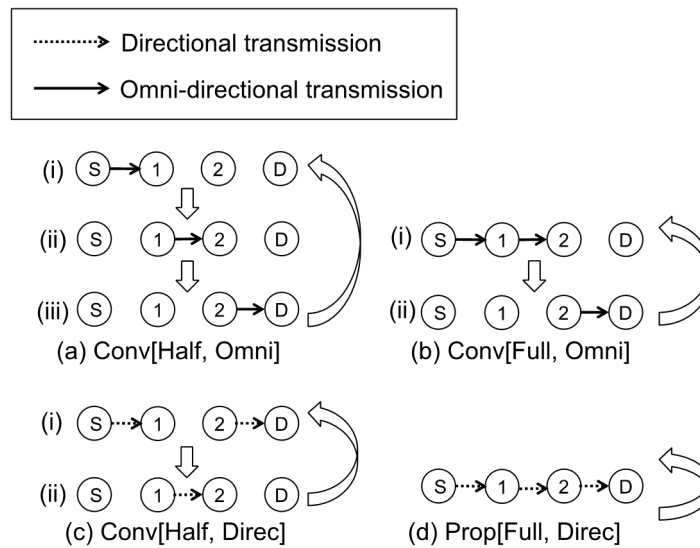 Directional transmission
Omni-directional transmission
(i) S 1 2 D
(ii) S 1 2 D
(iii) S 1 2 D
(a) Conv[Half, Omni]
(i) S 1 2 D
(ii) S 1 2 D
(b) Conv[Full, Omni]
(i) S 1 2 D
(ii) S 1 2 D
(c) Conv[Half, Direc]
S 1 2 D
(d) Prop[Full, Direc]